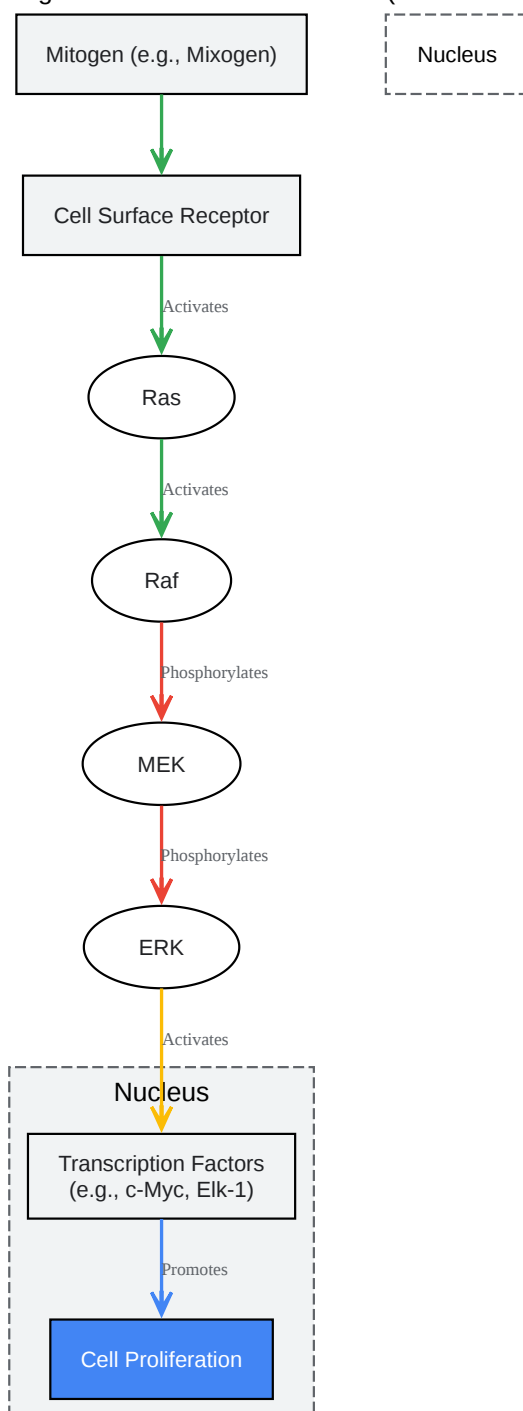 Mitogen (e.g., Mixogen)
Nucleus
Cell Surface Receptor
Activates
Ras
Activates
Raf
Phosphorylates
MEK
Phosphorylates
ERK
Activates
Nucleus
Transcription Factors
(e.g., c-Myc, Elk-1)
Promotes
Cell Proliferation